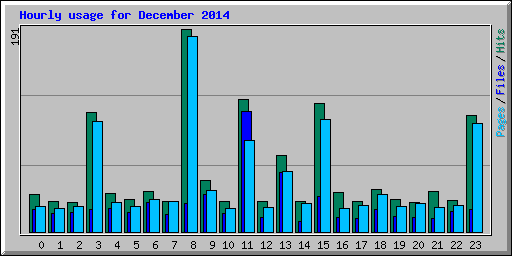 Hourly usage for December 2014
191
Pages/Files/Hits
0 1 2 3 4 5 6 7 8 9 10 11 12 13 14 15 16 17 18 19 20 21 22 23